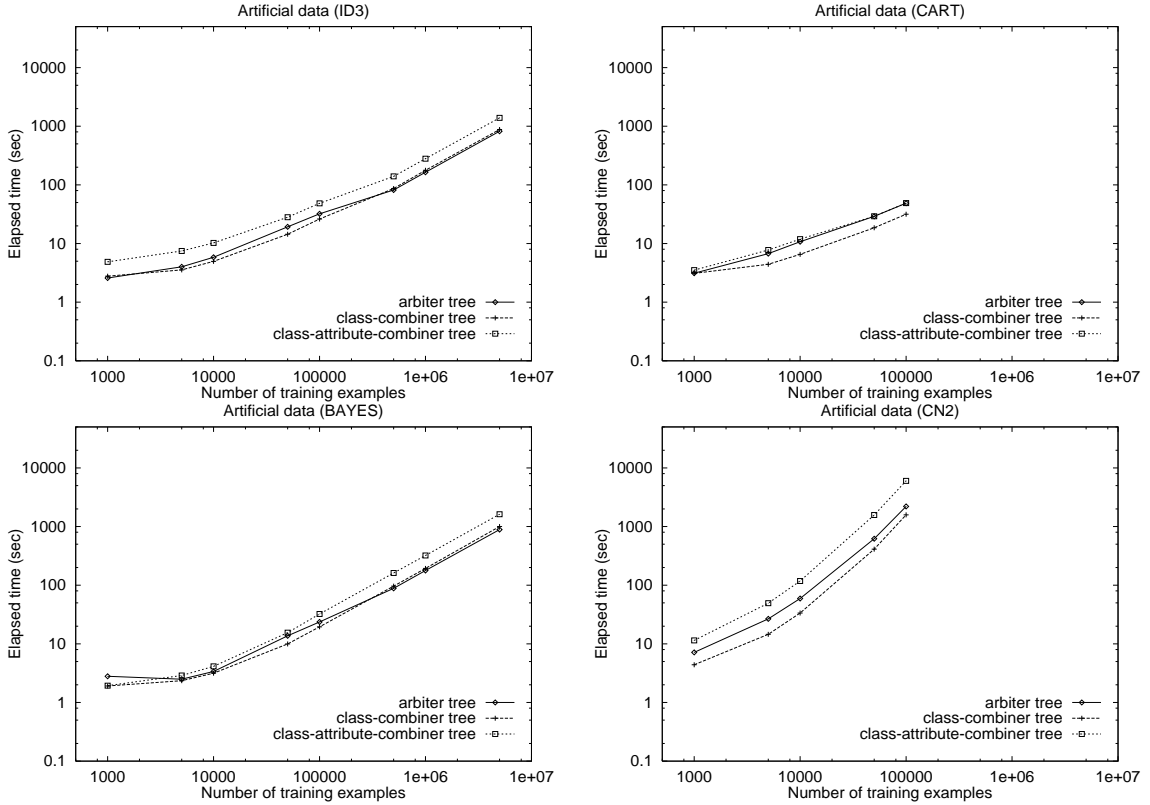 Artificial data (ID3)
Elapsed time (sec)
10000
1000
100
10
1
0.1
arbiter tree
class-combiner tree
class-attribute-combiner tree
1000 10000 100000 1e+06 1e+07
Number of training examples
Artificial data (CART)
Elapsed time (sec)
10000
1000
100
10
1
0.1
arbiter tree
class-combiner tree
class-attribute-combiner tree
1000 10000 100000 1e+06 1e+07
Number of training examples
Artificial data (BAYES)
Elapsed time (sec)
10000
1000
100
10
1
0.1
arbiter tree
class-combiner tree
class-attribute-combiner tree
1000 10000 100000 1e+06 1e+07
Number of training examples
Artificial data (CN2)
Elapsed time (sec)
10000
1000
100
10
1
0.1
arbiter tree
class-combiner tree
class-attribute-combiner tree
1000 10000 100000 1e+06 1e+07
Number of training examples